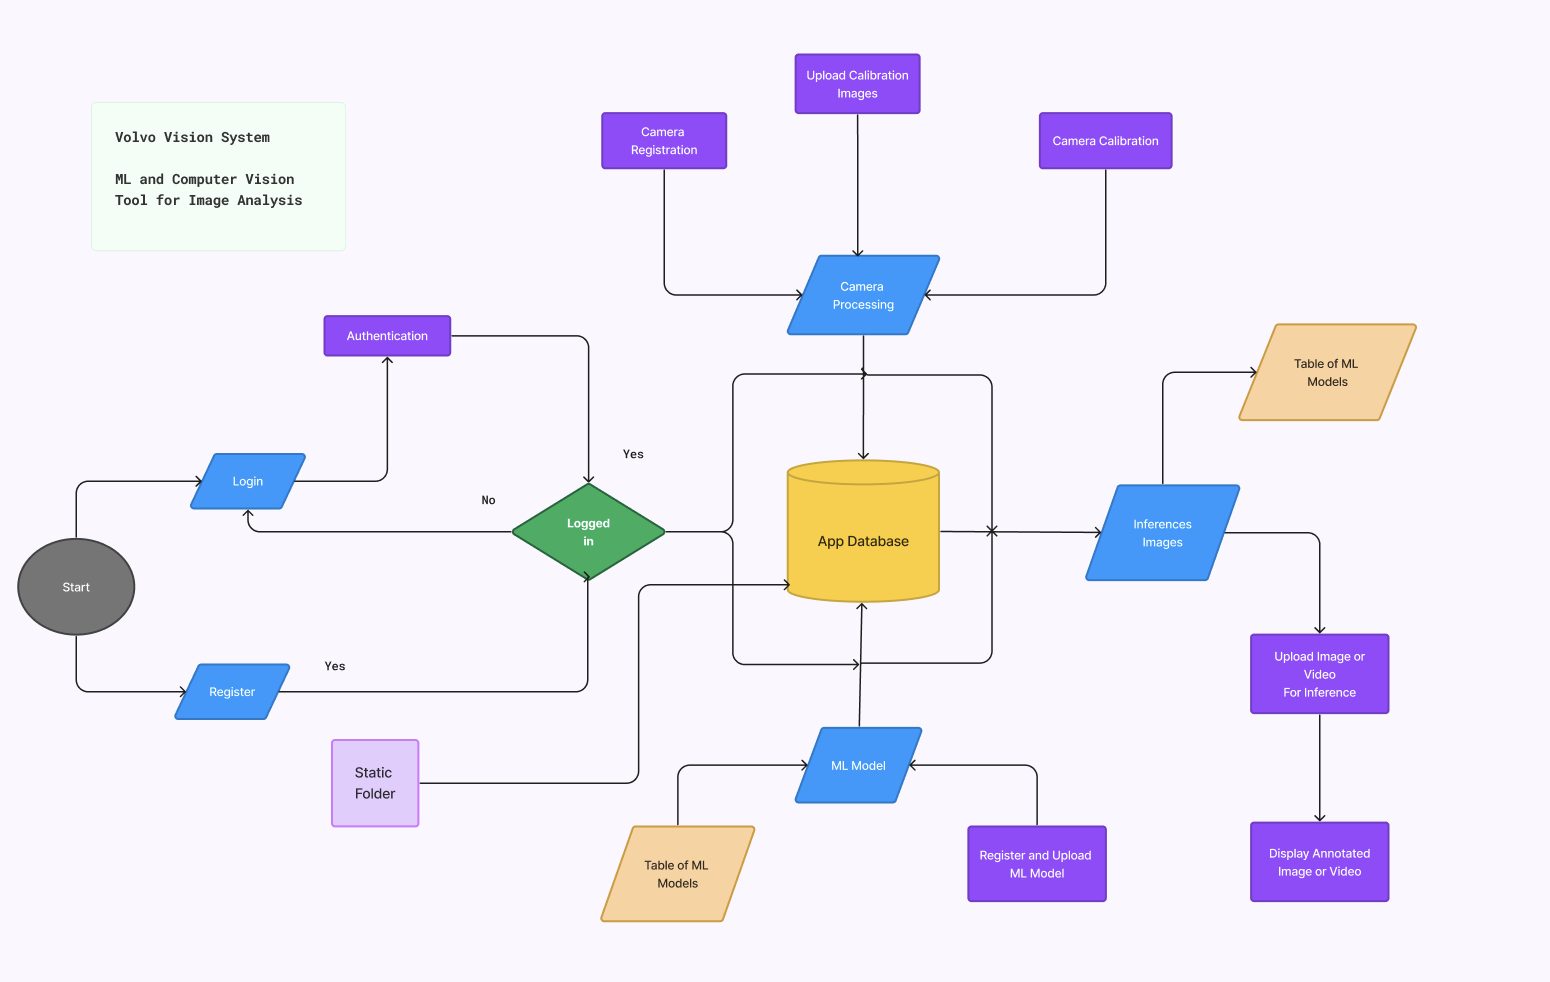 Volvo Vision System
ML and Computer Vision
Tool for Image Analysis
Upload Calibration
Images
Camera
Registration
Camera Calibration
Camera
Processing
Authentication
Table of ML
Models
Yes
Login
No
Logged
in
App Database
Inferences
Images
Start
Register
Yes
Upload Image or
Video
For Inference
Static
Folder
ML Model
Table of ML
Models
Register and Upload
ML Model
Display Annotated
Image or Video